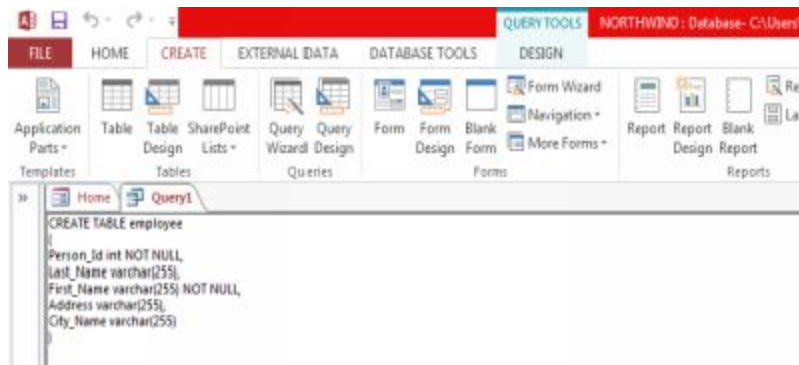 QUERY TOOLS NORTHWIND : Database- C:\Users\
FILE HOME CREATE EXTERNAL DATA DATABASE TOOLS DESIGN
Application Parts Table Table Design SharePoint Lists Query Wizardl Query Design Form Form Design Blank Form Form Wizard Navigation More Forms Report Report Design Blank Report Re La
Templates Tables Queries Forms Reports
Home Query1
CREATE TABLE employee
(
Person_Id int NOT NULL,
Last_Name varchar(255),
First_Name varchar(255) NOT NULL,
Address varchar(255),
City_Name varchar(255)
)